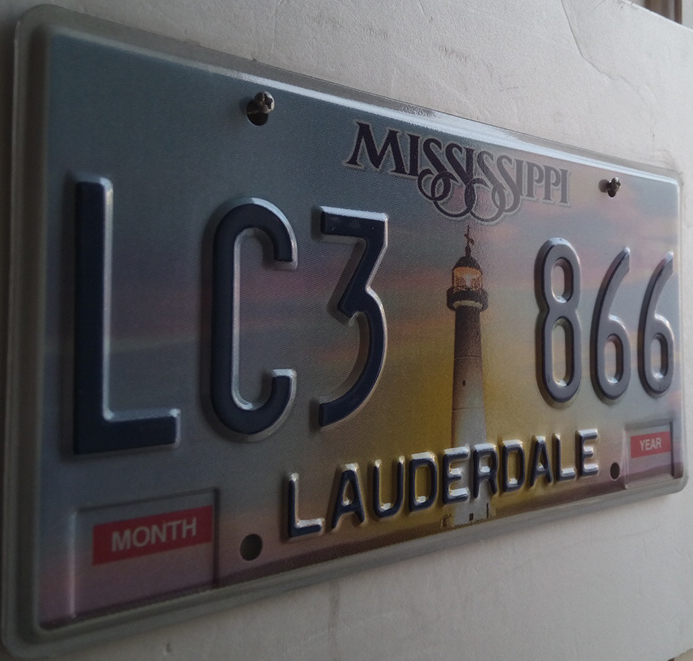 MISSISSIPPI
LC3 866
LAUDERDALE
MONTH
YEAR